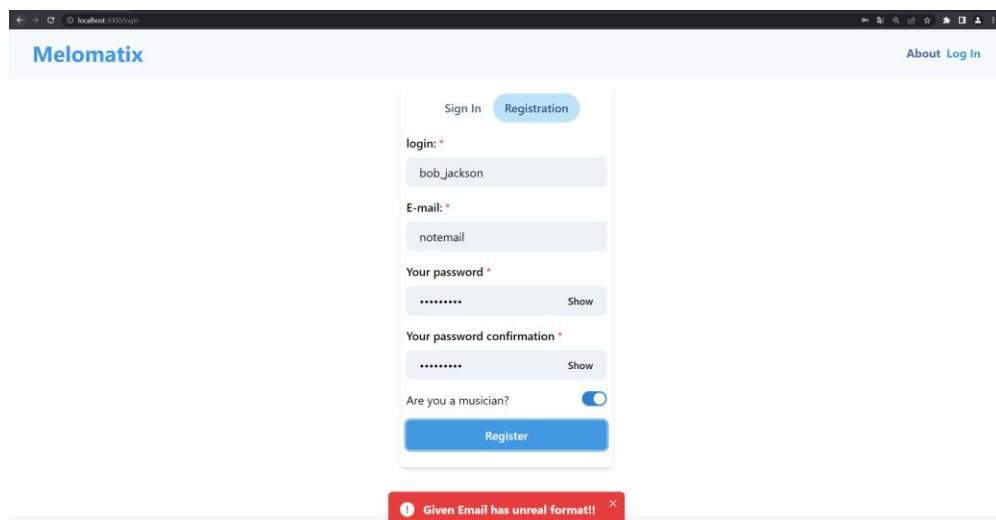 localhost:3000/login
Melomatix
About Log In
Sign In Registration
login: *
bob_jackson
E-mail: *
notemail
Your password *
••••••••• Show
Your password confirmation *
••••••••• Show
Are you a musician?
Register
Given Email has unreal format!!